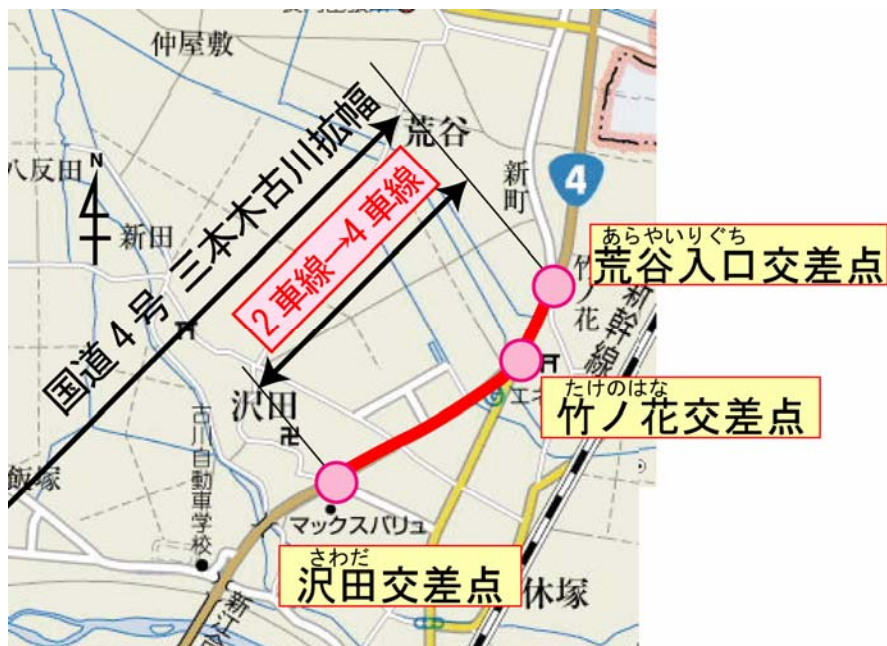 仲屋敷
荒谷
八反田
N
新田
国道4号 三本木古川拡幅
2車線→4車線
新町
4
あらやいりぐち
荒谷入口交差点
竹ノ花
新幹線
たけのはな
竹ノ花交差点
沢田
飯塚
古川自動車学校
マックスバリュ
さわだ
沢田交差点
休塚
新江合